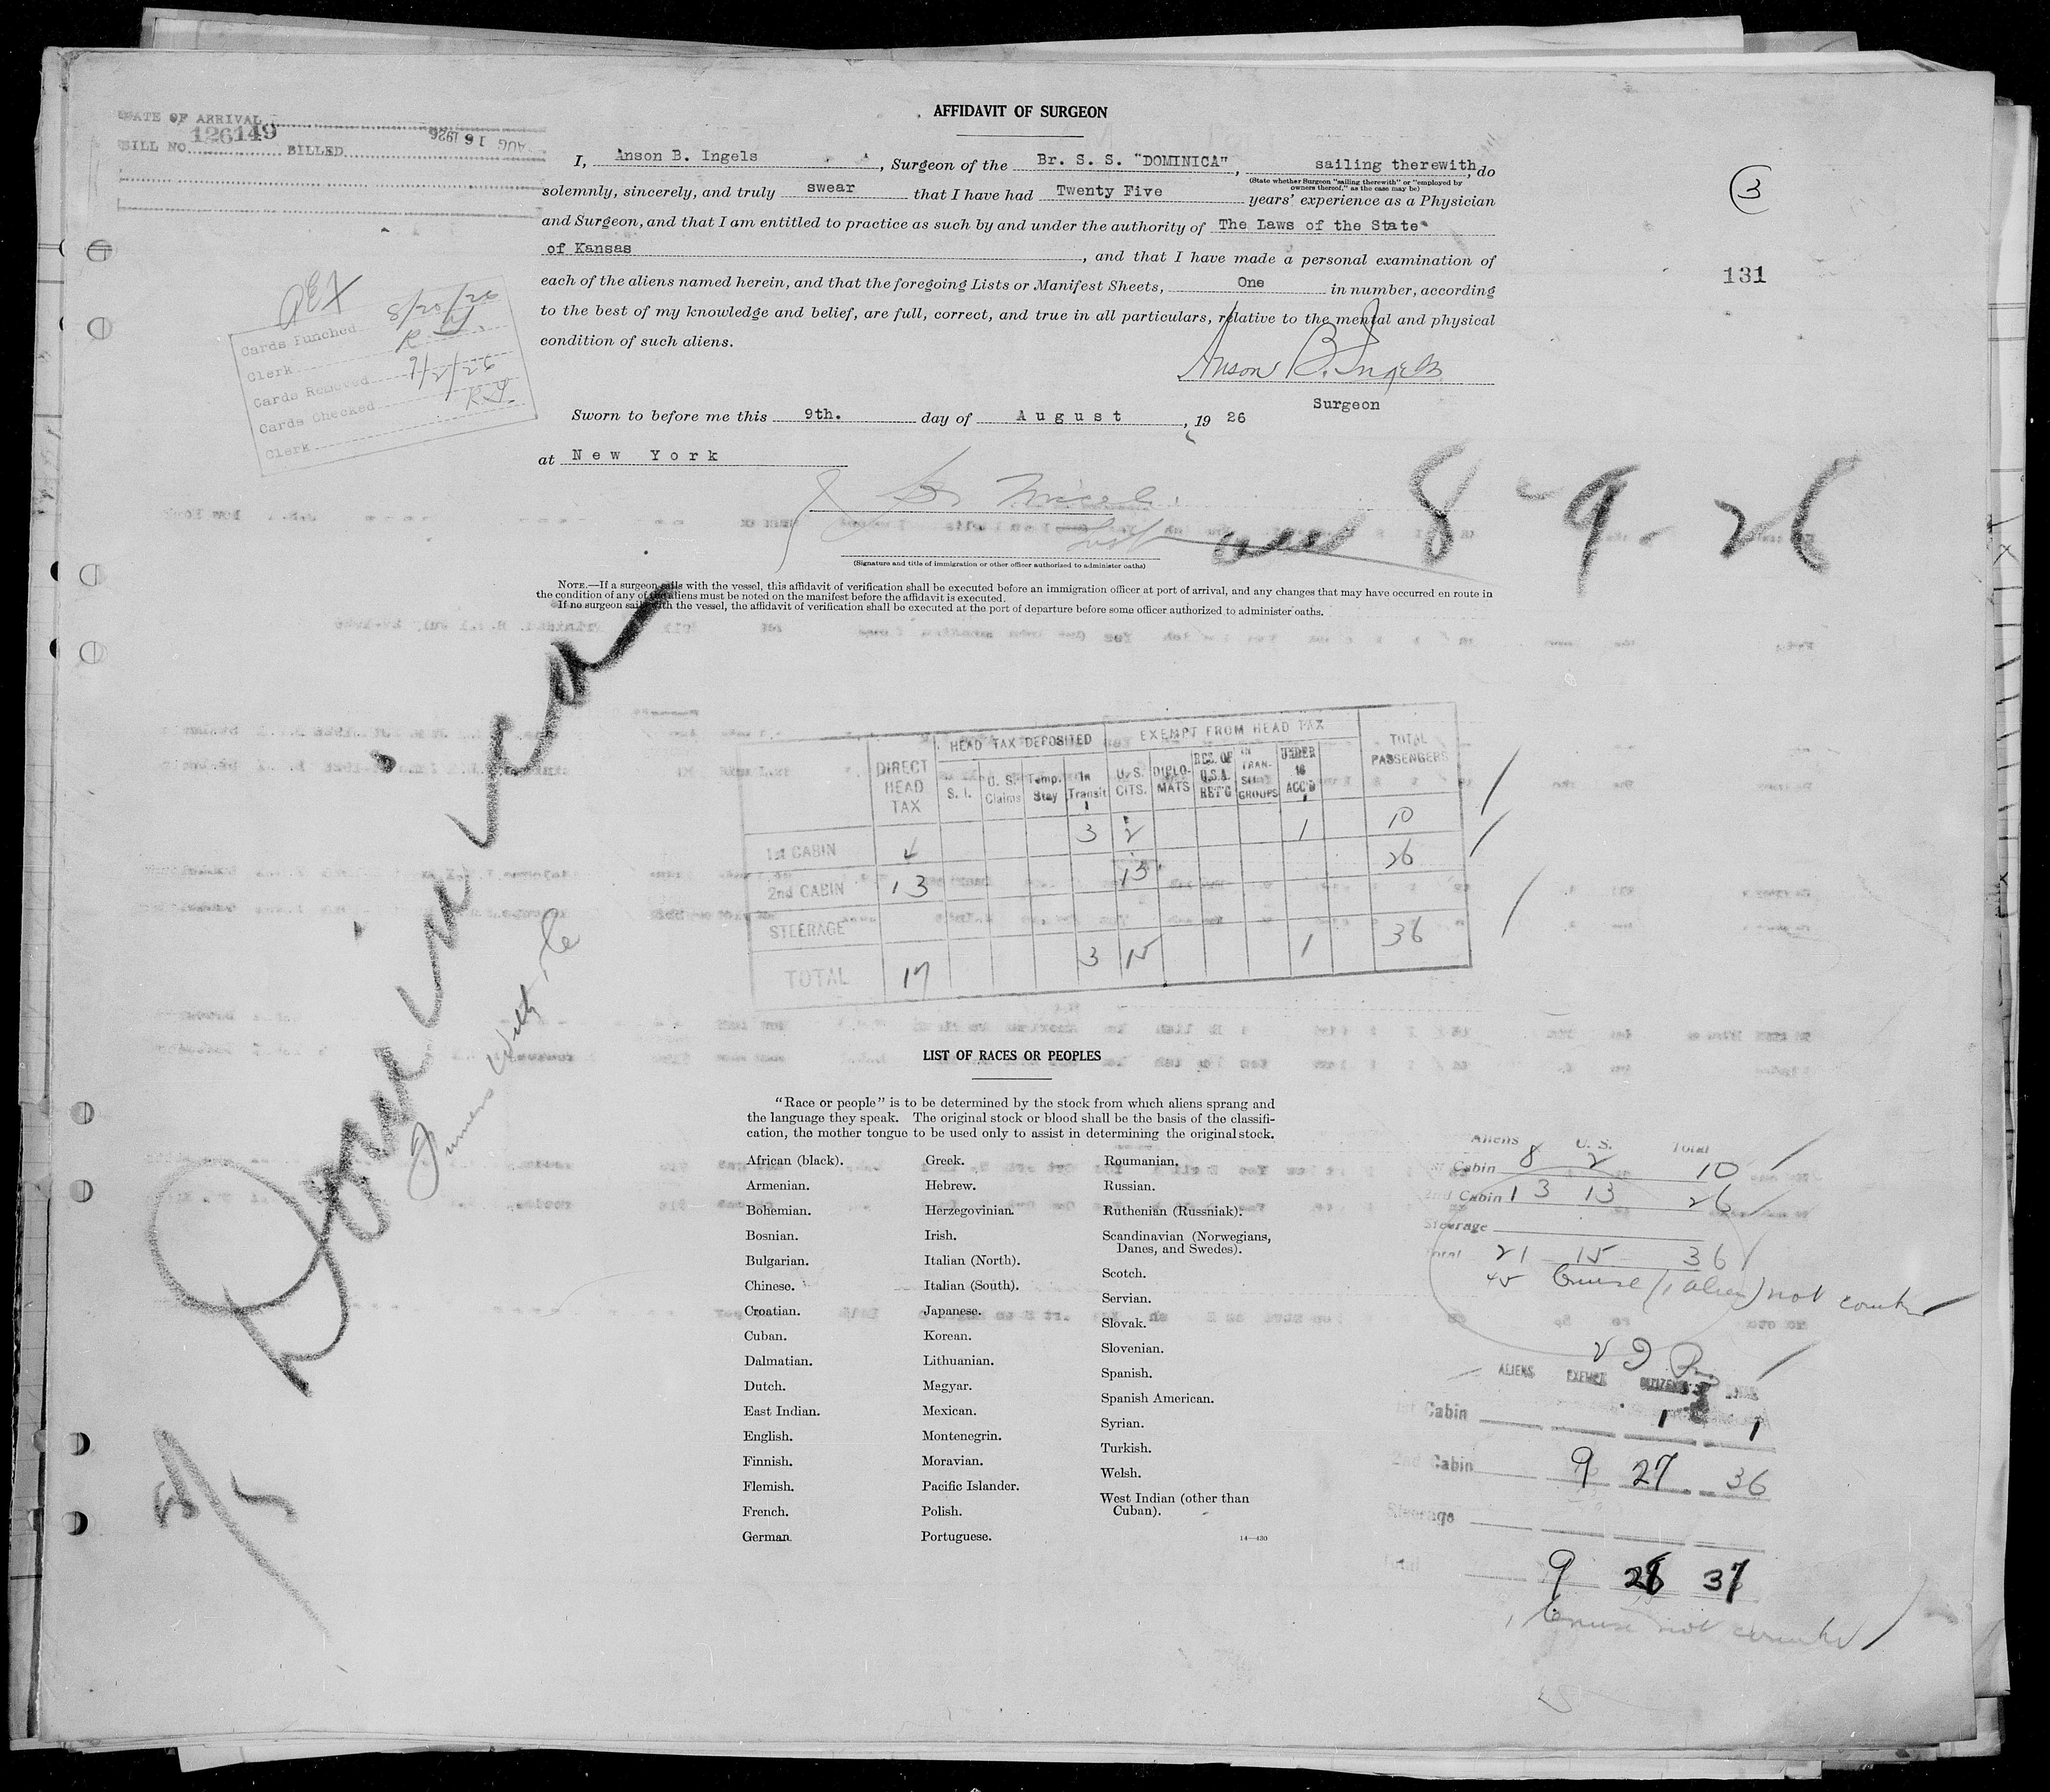 AFFIDAVIT OF SURGEON
DATE OF ARRIVAL
BILL NO. 126149 BILLED AUG 16 1926
I, Anson B. Ingels, Surgeon of the Br. S. S. "DOMINICA", sailing therewith, do
(State whether Surgeon "sailing therewith" or "employed by
owners thereof," as the case may be)
solemnly, sincerely, and truly swear that I have had Twenty Five years' experience as a Physician
and Surgeon, and that I am entitled to practice as such by and under the authority of The Laws of the State
of Kansas, and that I have made a personal examination of
each of the aliens named herein, and that the foregoing Lists or Manifest Sheets, One in number, according
to the best of my knowledge and belief, are full, correct, and true in all particulars, relative to the mental and physical
condition of such aliens.
3
131
Cards Punched 8/20/26
Clerk
Cards Removed 9/2/26
Cards Checked
Clerk
Anson B. Ingels
Surgeon
Sworn to before me this 9th. day of August, 19 26
at New York
8-9-26
(Signature and title of immigration or other officer authorized to administer oaths)
NOTE.—If a surgeon sails with the vessel, this affidavit of verification shall be executed before an immigration officer at port of arrival, and any changes that may have occurred en route in
the condition of any of the aliens must be noted on the manifest before the affidavit is executed.
If no surgeon sails with the vessel, the affidavit of verification shall be executed at the port of departure before some officer authorized to administer oaths.
Dominica
DIRECT HEAD TAX HEAD TAX DEPOSITED EXEMPT FROM HEAD TAX TOTAL PASSENGERS
S. I. U. S. Claims Temp. Stay In Transit U. S. CITS. DIPLOMATS RES. OF U.S.A. RET'G IN TRANSIT GROUPS UNDER 16 ACC'D
1st CABIN 4 3 2 1 10
2nd CABIN 13 13 26
STEERAGE
TOTAL 17 3 15 1 36
LIST OF RACES OR PEOPLES
"Race or people" is to be determined by the stock from which aliens sprang and
the language they speak. The original stock or blood shall be the basis of the classifi-
cation, the mother tongue to be used only to assist in determining the original stock.
African (black).
Armenian.
Bohemian.
Bosnian.
Bulgarian.
Chinese.
Croatian.
Cuban.
Dalmatian.
Dutch.
East Indian.
English.
Finnish.
Flemish.
French.
German.
Greek.
Hebrew.
Herzegovinian.
Irish.
Italian (North).
Italian (South).
Japanese.
Korean.
Lithuanian.
Magyar.
Mexican.
Montenegrin.
Moravian.
Pacific Islander.
Polish.
Portuguese.
Roumanian.
Russian.
Ruthenian (Russniak).
Scandinavian (Norwegians,
Danes, and Swedes).
Scotch.
Servian.
Slovak.
Slovenian.
Spanish.
Spanish American.
Syrian.
Turkish.
Welsh.
West Indian (other than
Cuban).
14—430
Aliens U. S. Total
1st Cabin 8 2 10
2nd Cabin 13 13 26
Steerage
Total 21 15 36
45 Cruise (1 alien) not counted
ALIENS EXEMPT CITIZENS
1st Cabin 1 1
2nd Cabin 9 27 36
Steerage
Total 9 28 37
1 Cruise not counted